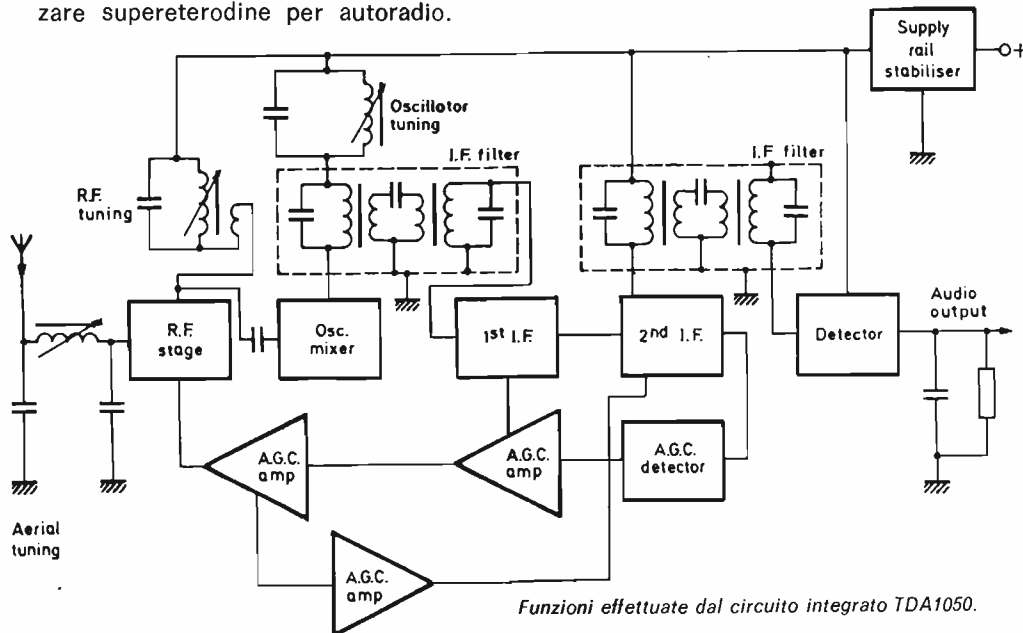 zare supereterodine per autoradio.
Supply
rail
stabiliser
+
Oscillator
tuning
I.F. filter
I.F. filter
R.F.
tuning
R.F.
stage
Osc.
mixer
1st I.F.
2nd I.F.
Detector
Audio
output
A.G.C.
amp
A.G.C.
amp
A.G.C.
detector
Aerial
tuning
A.G.C.
amp
Funzioni effettuate dal circuito integrato TDA1050.